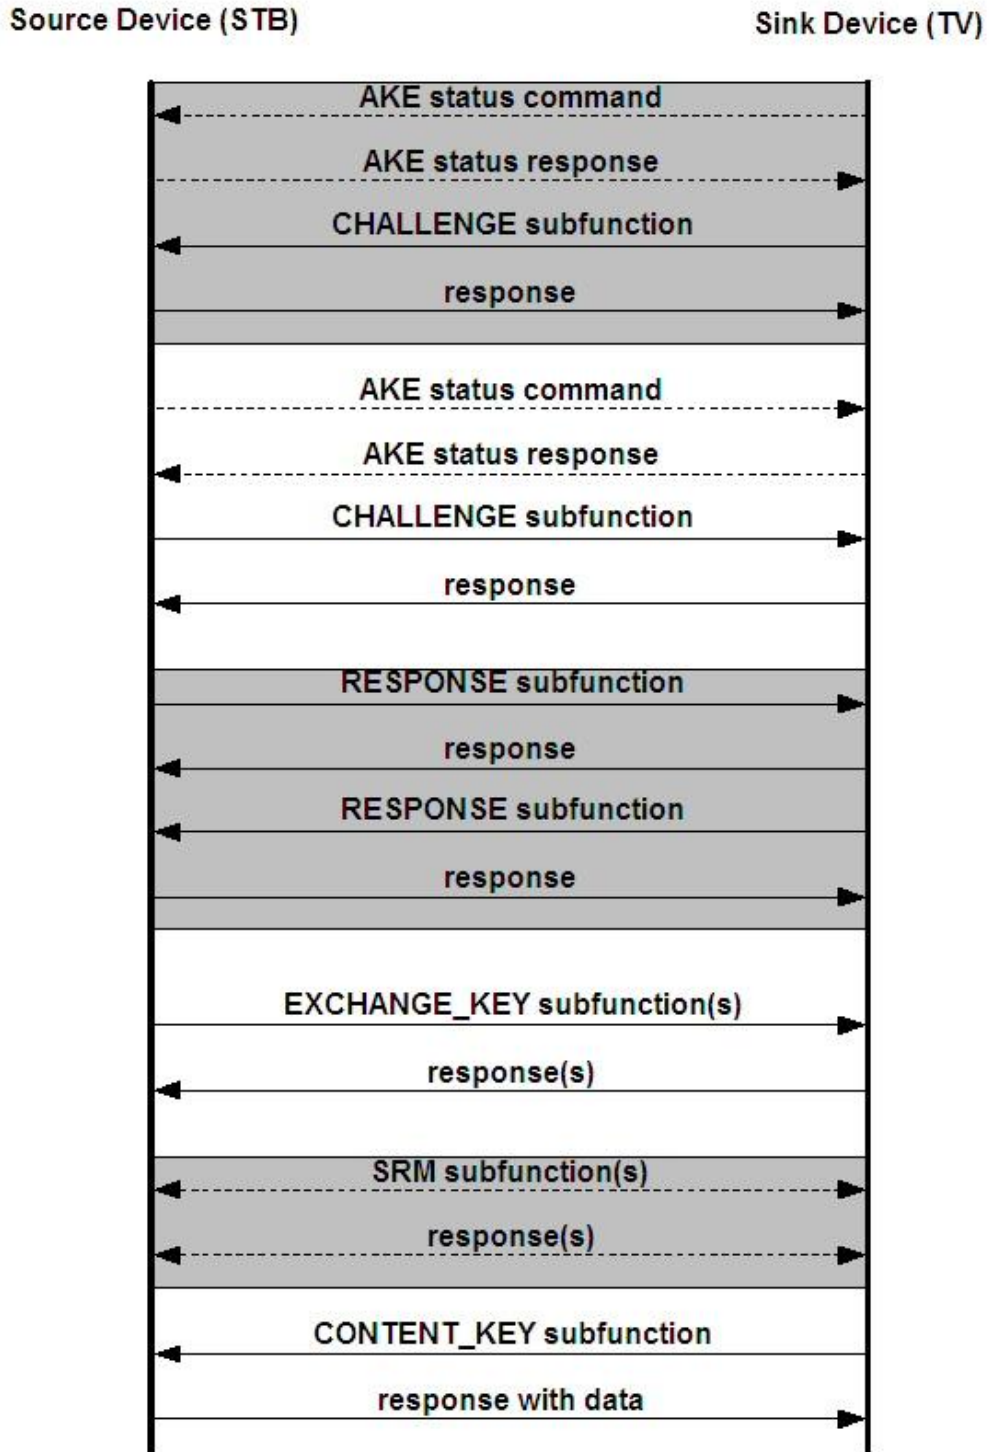 Source Device (STB)
Sink Device (TV)
AKE status command
AKE status response
CHALLENGE subfunction
response
AKE status command
AKE status response
CHALLENGE subfunction
response
RESPONSE subfunction
response
RESPONSE subfunction
response
EXCHANGE_KEY subfunction(s)
response(s)
SRM subfunction(s)
response(s)
CONTENT_KEY subfunction
response with data